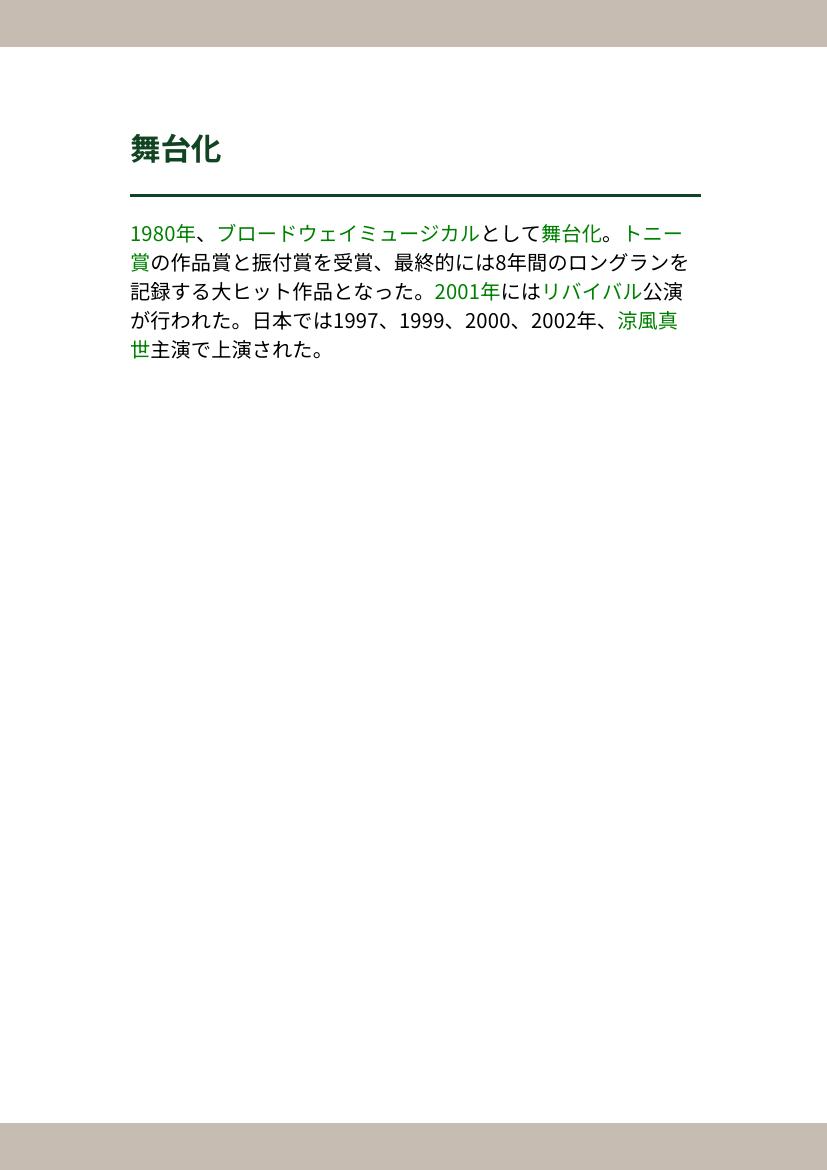 舞台化
1980年、ブロードウェイミュージカルとして舞台化。トニー
賞の作品賞と振付賞を受賞、最終的には8年間のロングランを
記録する大ヒット作品となった。2001年にはリバイバル公演
が行われた。日本では1997、1999、2000、2002年、涼風真
世主演で上演された。